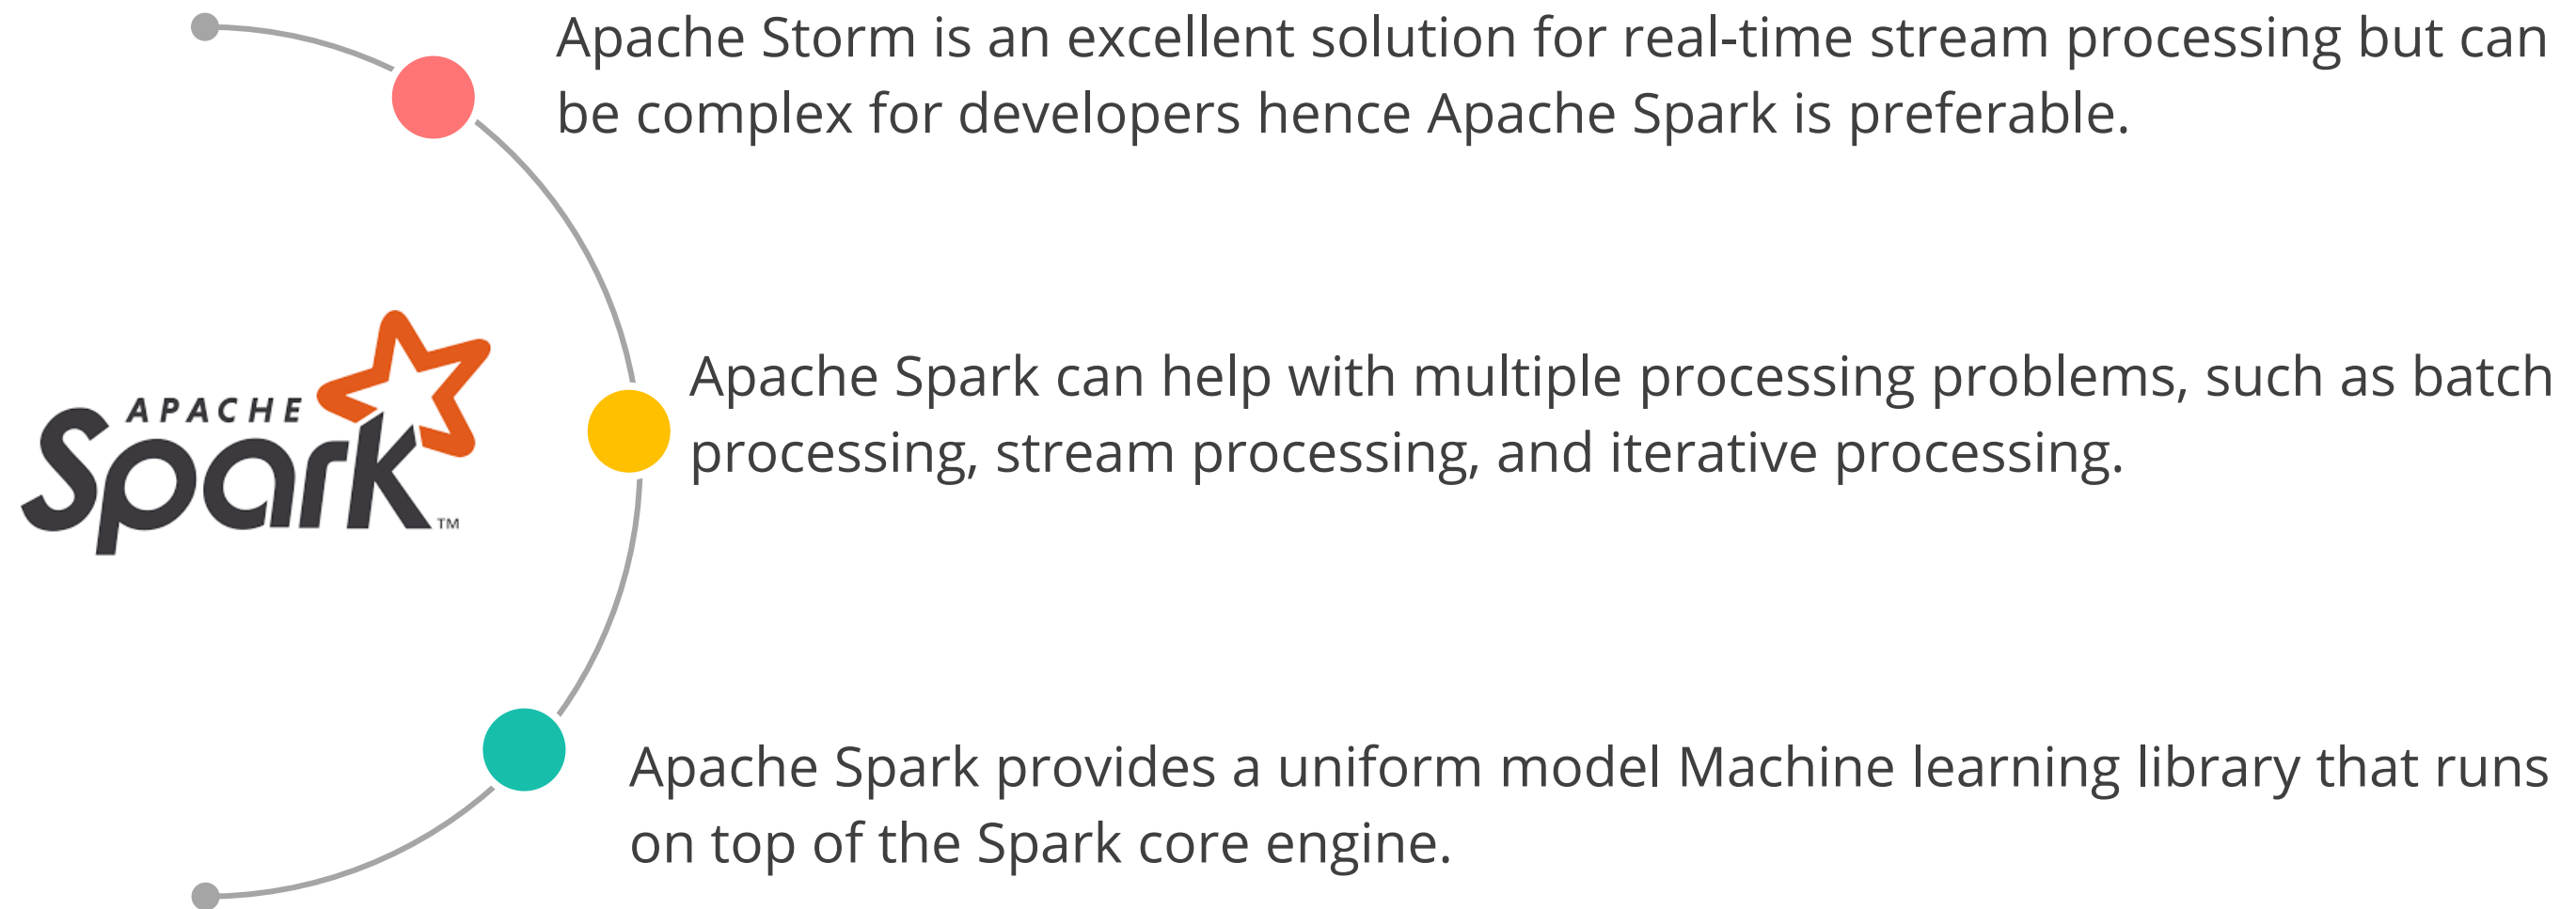 Apache Storm is an excellent solution for real-time stream processing but can
be complex for developers hence Apache Spark is preferable.
APACHE
Spark™
Apache Spark can help with multiple processing problems, such as batch
processing, stream processing, and iterative processing.
Apache Spark provides a uniform model Machine learning library that runs
on top of the Spark core engine.